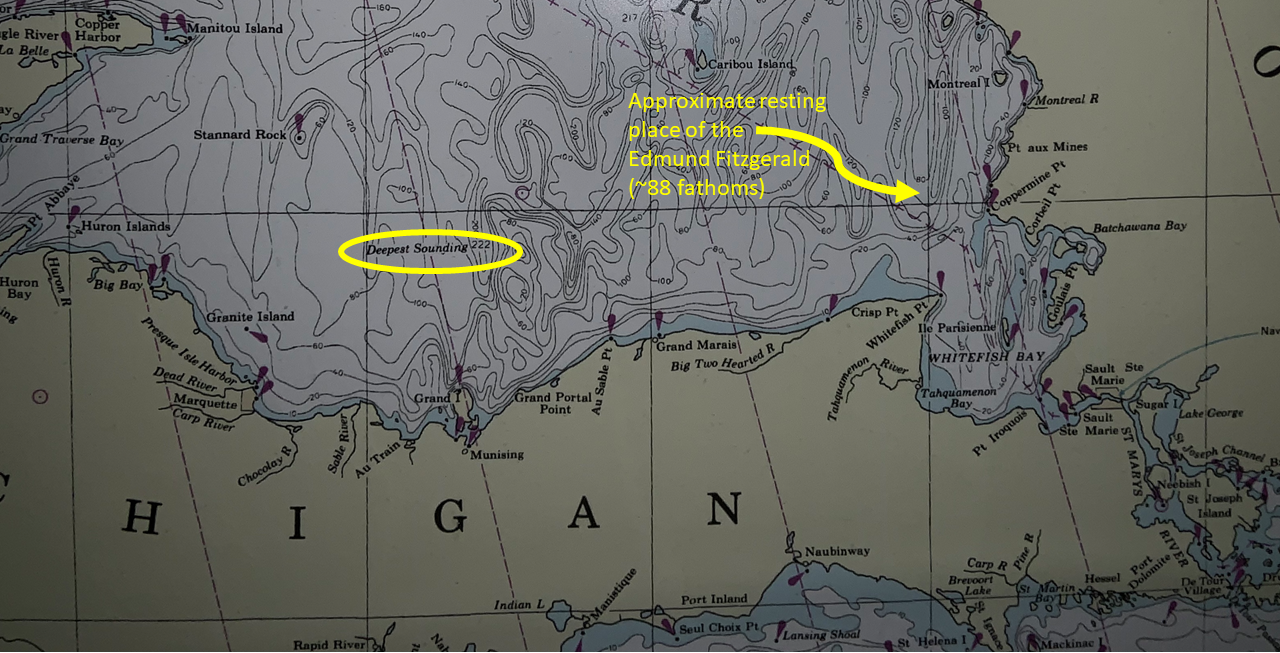 Copper
Harbor
Manitou Island
gle River
La Belle
217
R
Caribou Island
Montreal I
Montreal R
Approximate resting
place of the
Edmund Fitzgerald
(~88 fathoms)
Stannard Rock
Grand Traverse Bay
Pt aux Mines
Coppermine Pt
Corbeil Pt
Batchawana Bay
Pt Abbaye
Huron Islands
Deepest Sounding 222
Huron
Bay
Huron R
Big Bay
Goulais Pt
Granite Island
Crisp Pt
Whitefish Pt
Ile Parisienne
Grand Marais
Big Two Hearted R
WHITEFISH BAY
Presque Isle Harbor
Dead River
Marquette
Carp River
Grand I
Grand Portal
Point
Au Sable Pt
Tahquamenon River
Tahquamenon
Bay
Sault Ste
Marie
Sugar I
Lake George
Sault
Ste Marie
Pt Iroquois
Chocolay R
Sable River
Au Train
Munising
ST MARYS
RIVER
St Joseph Channel
Neebish I
St Joseph
Island
C
H I G A N
O
Nav
Naubinway
Carp R
Pine R
Brevoort
Lake
St Martin
Bay
Hessel
Port
Dolomite
De Tour
Village
Indian L
Manistique
Port Inland
Seul Choix Pt
Lansing Shoal
St Helena I
St Ignace
Mackinac I
Rapid River